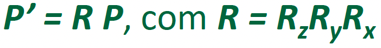 P’ = R P, com R = RzRyRx